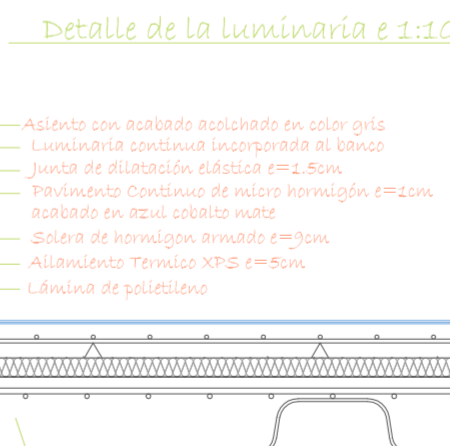 Detalle de la luminaria e 1:10
Asiento con acabado acolchado en color gris
Luminaria continua incorporada al banco
Junta de dilatación elástica e=1.5cm
Pavimento Continuo de micro hormigón e=1cm
acabado en azul cobalto mate
Solera de hormigon armado e=9cm
Ailamiento Termico XPS e=5cm
Lámina de polietileno